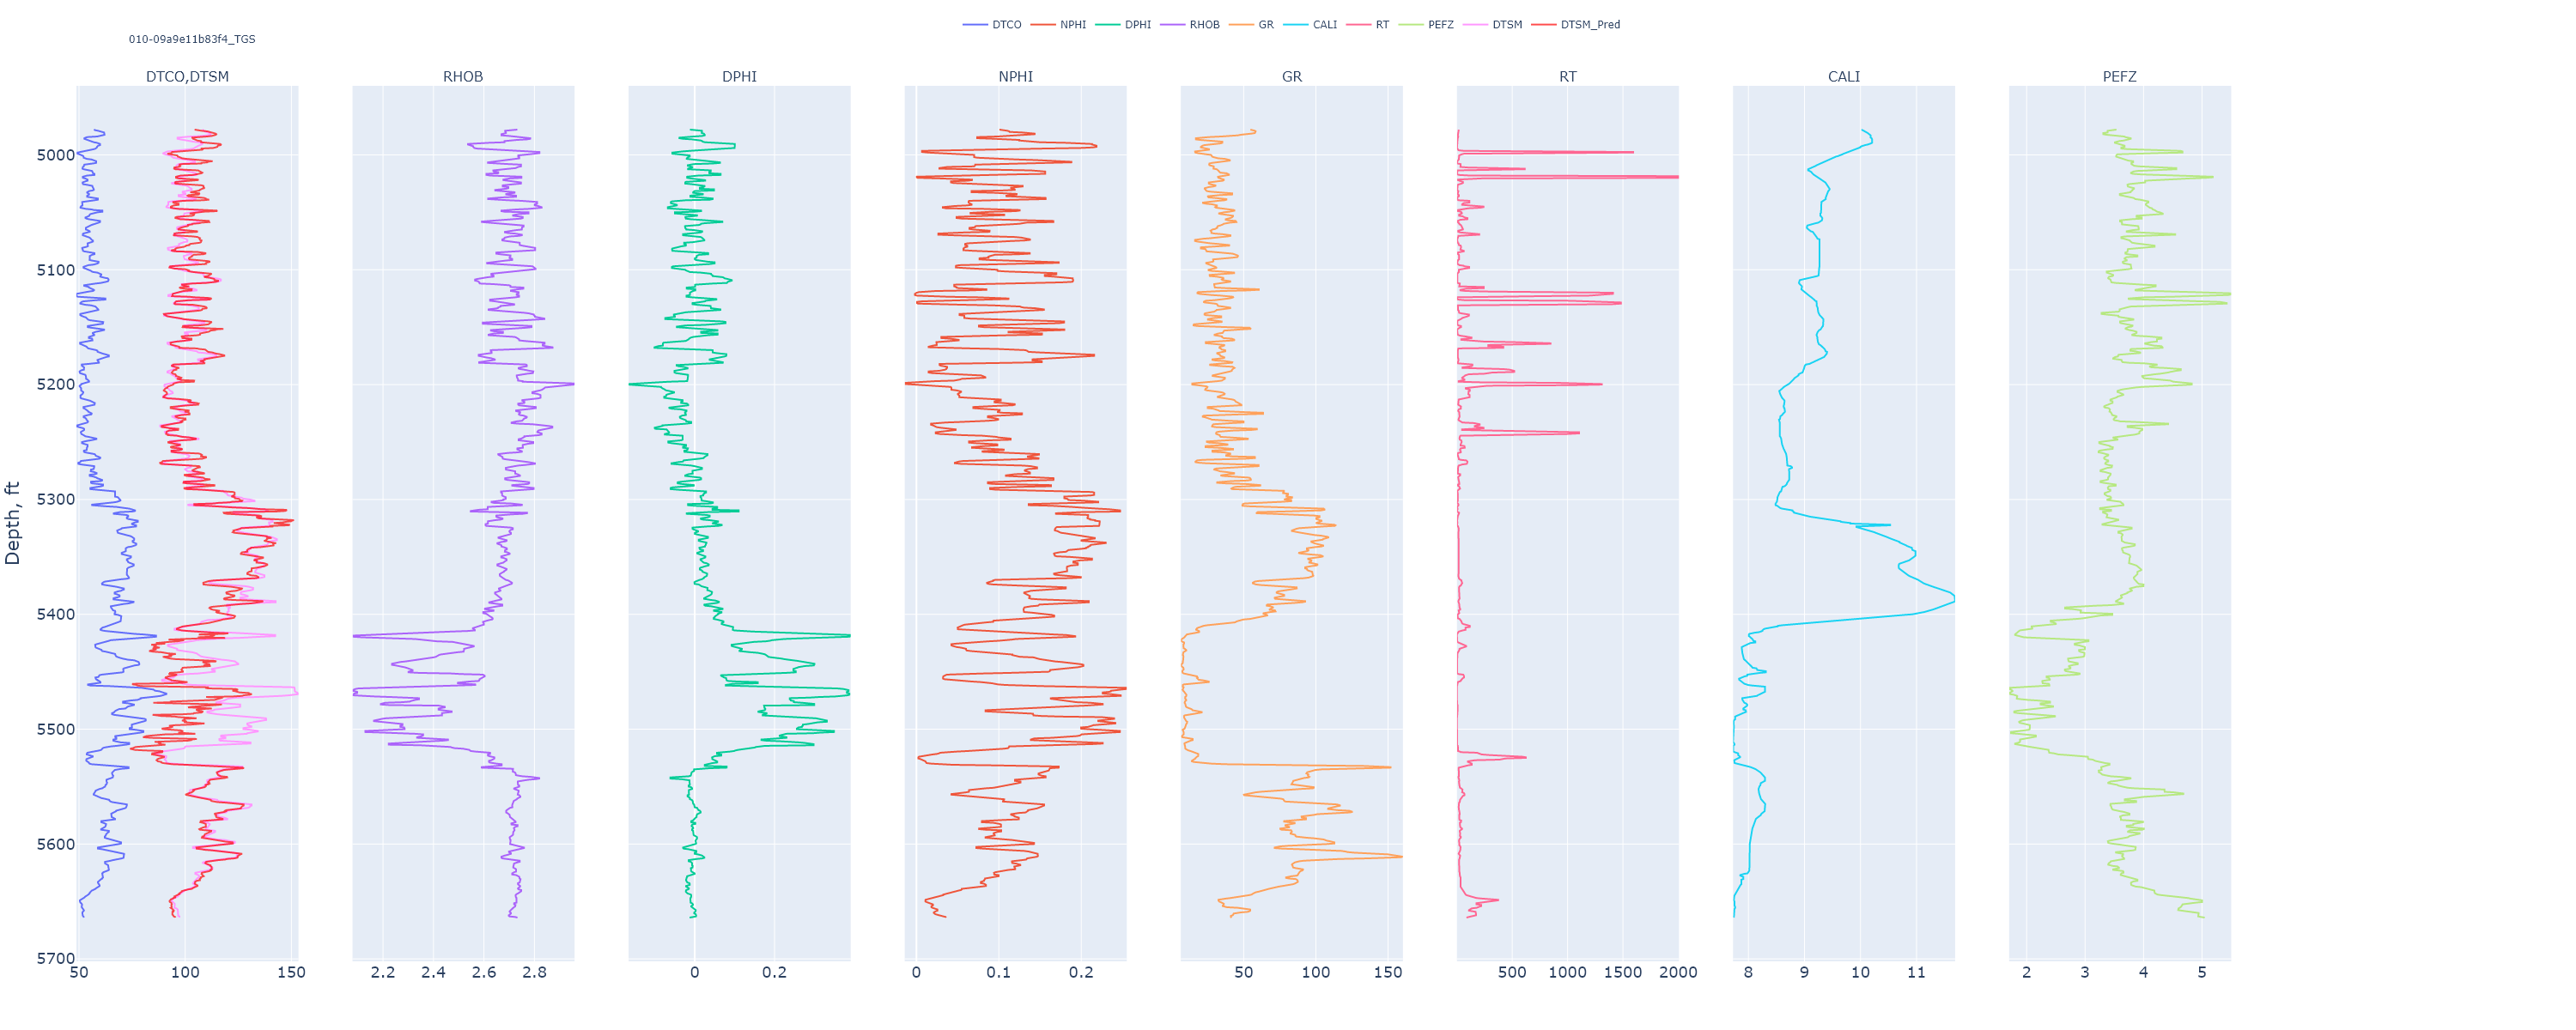 DTCO NPHI DPHI RHOB GR CALI RT PEFZ DTSM DTSM_Pred
010-09a9e11b83f4_TGS
DTCO,DTSM RHOB DPHI NPHI GR RT CALI PEFZ
Depth, ft
5000
5100
5200
5300
5400
5500
5600
5700
50 100 150 2.2 2.4 2.6 2.8 0 0.2 0 0.1 0.2 50 100 150 500 1000 1500 2000 8 9 10 11 2 3 4 5